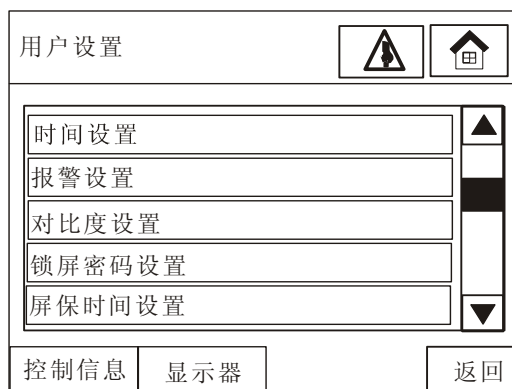 用户设置
时间设置
报警设置
对比度设置
锁屏密码设置
屏保时间设置
控制信息 显示器 返回